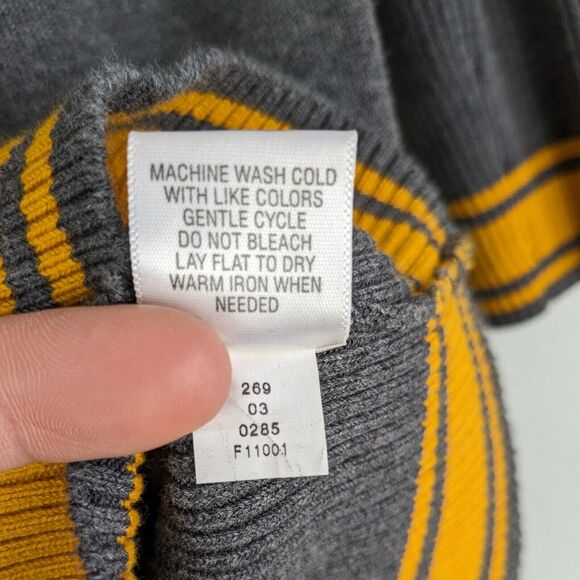 MACHINE WASH COLD
WITH LIKE COLORS
GENTLE CYCLE
DO NOT BLEACH
LAY FLAT TO DRY
WARM IRON WHEN
NEEDED
269
03
0285
F11001